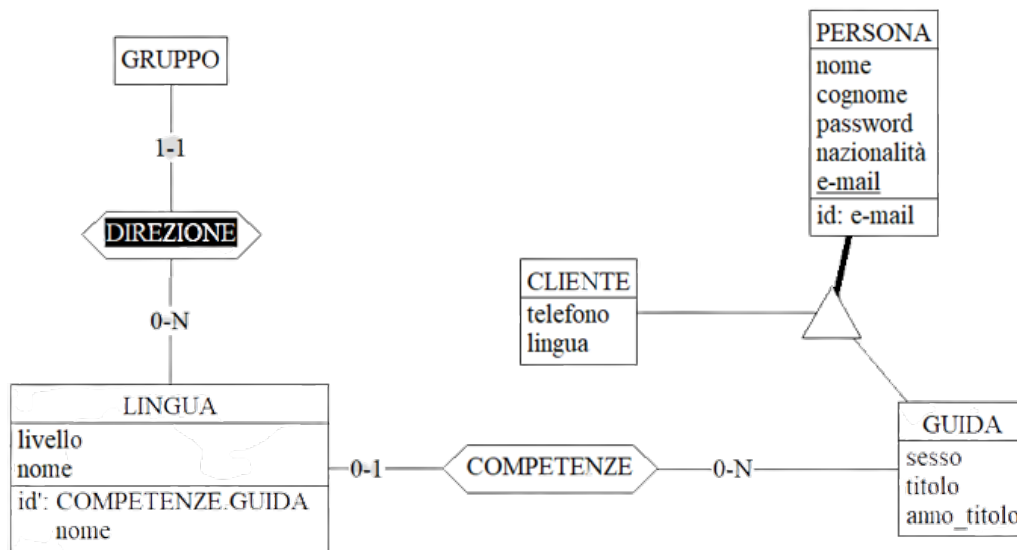 GRUPPO
1-1
DIREZIONE
0-N
LINGUA
livello
nome
id': COMPETENZE.GUIDA
nome
0-1
COMPETENZE
0-N
PERSONA
nome
cognome
password
nazionalità
e-mail
id: e-mail
CLIENTE
telefono
lingua
GUIDA
sesso
titolo
anno_titolo